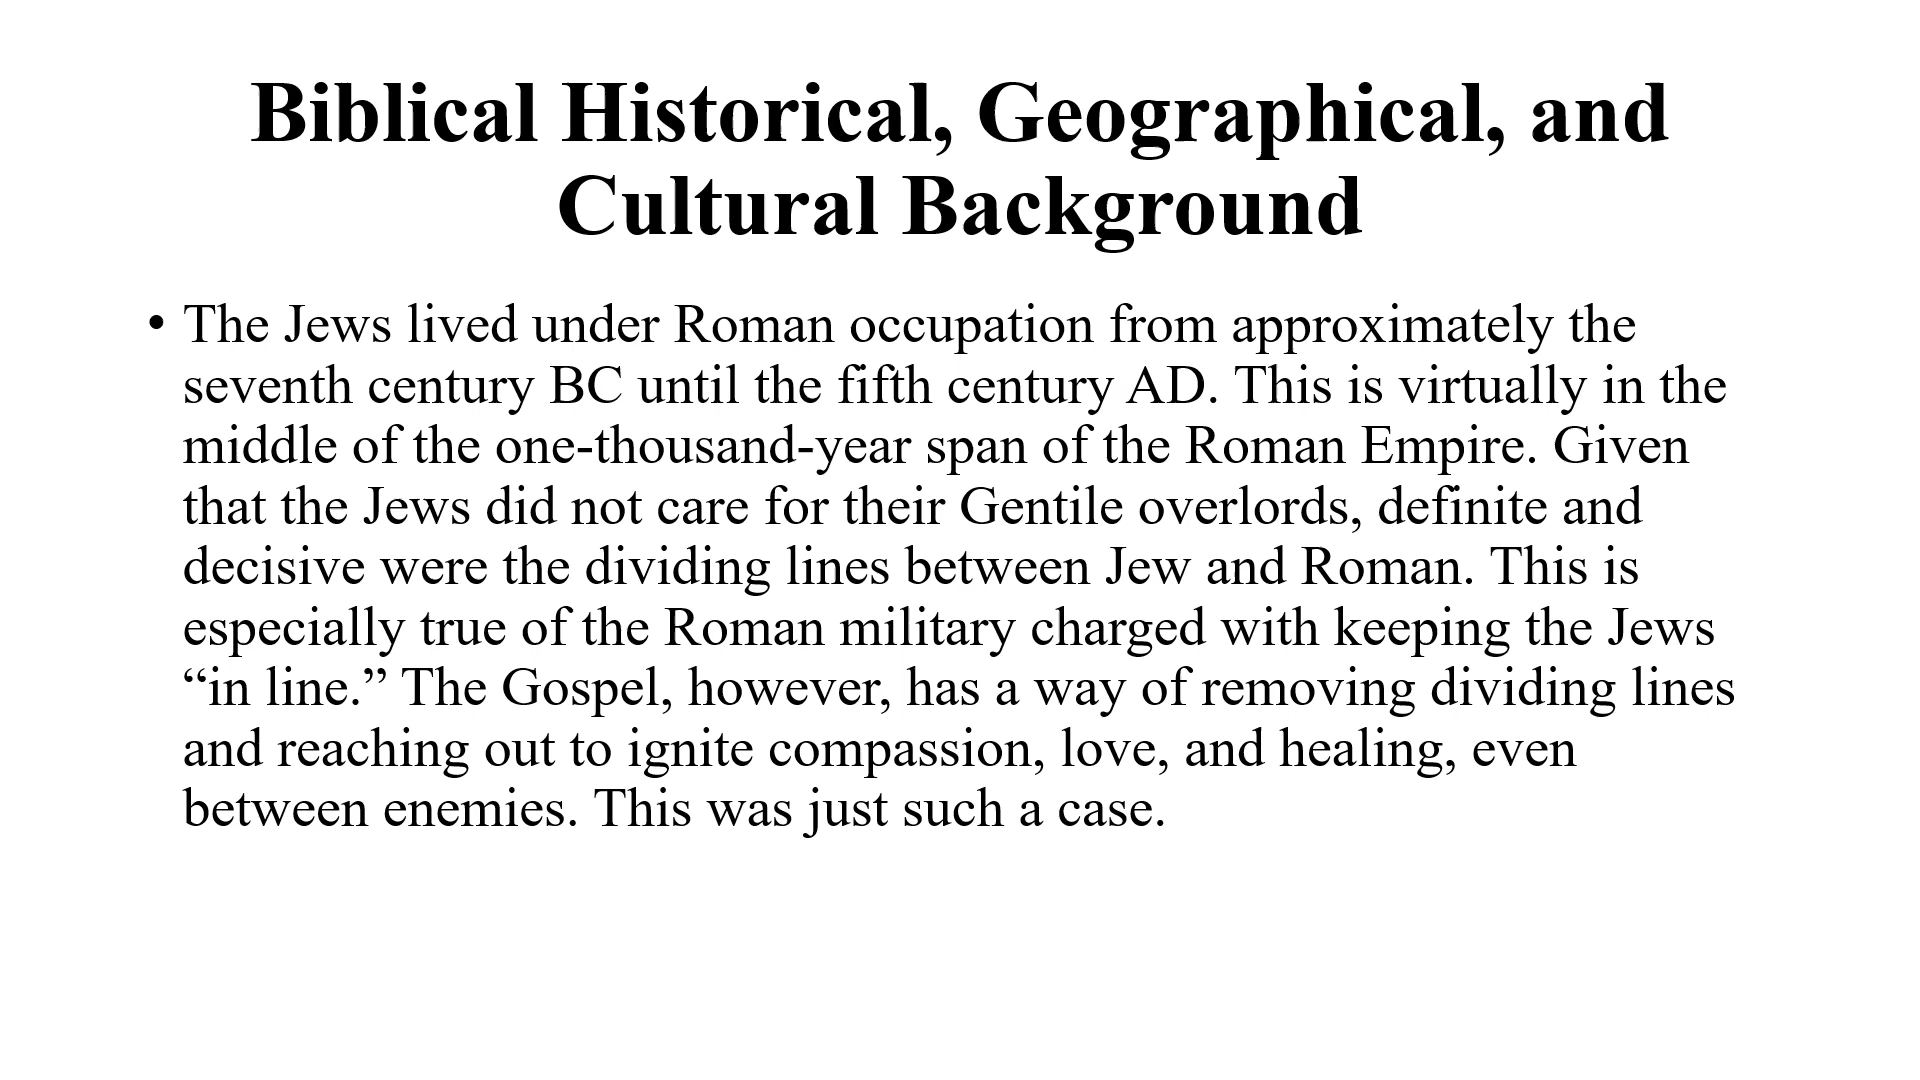 Biblical Historical, Geographical, and
Cultural Background
• The Jews lived under Roman occupation from approximately the
seventh century BC until the fifth century AD. This is virtually in the
middle of the one-thousand-year span of the Roman Empire. Given
that the Jews did not care for their Gentile overlords, definite and
decisive were the dividing lines between Jew and Roman. This is
especially true of the Roman military charged with keeping the Jews
“in line.” The Gospel, however, has a way of removing dividing lines
and reaching out to ignite compassion, love, and healing, even
between enemies. This was just such a case.